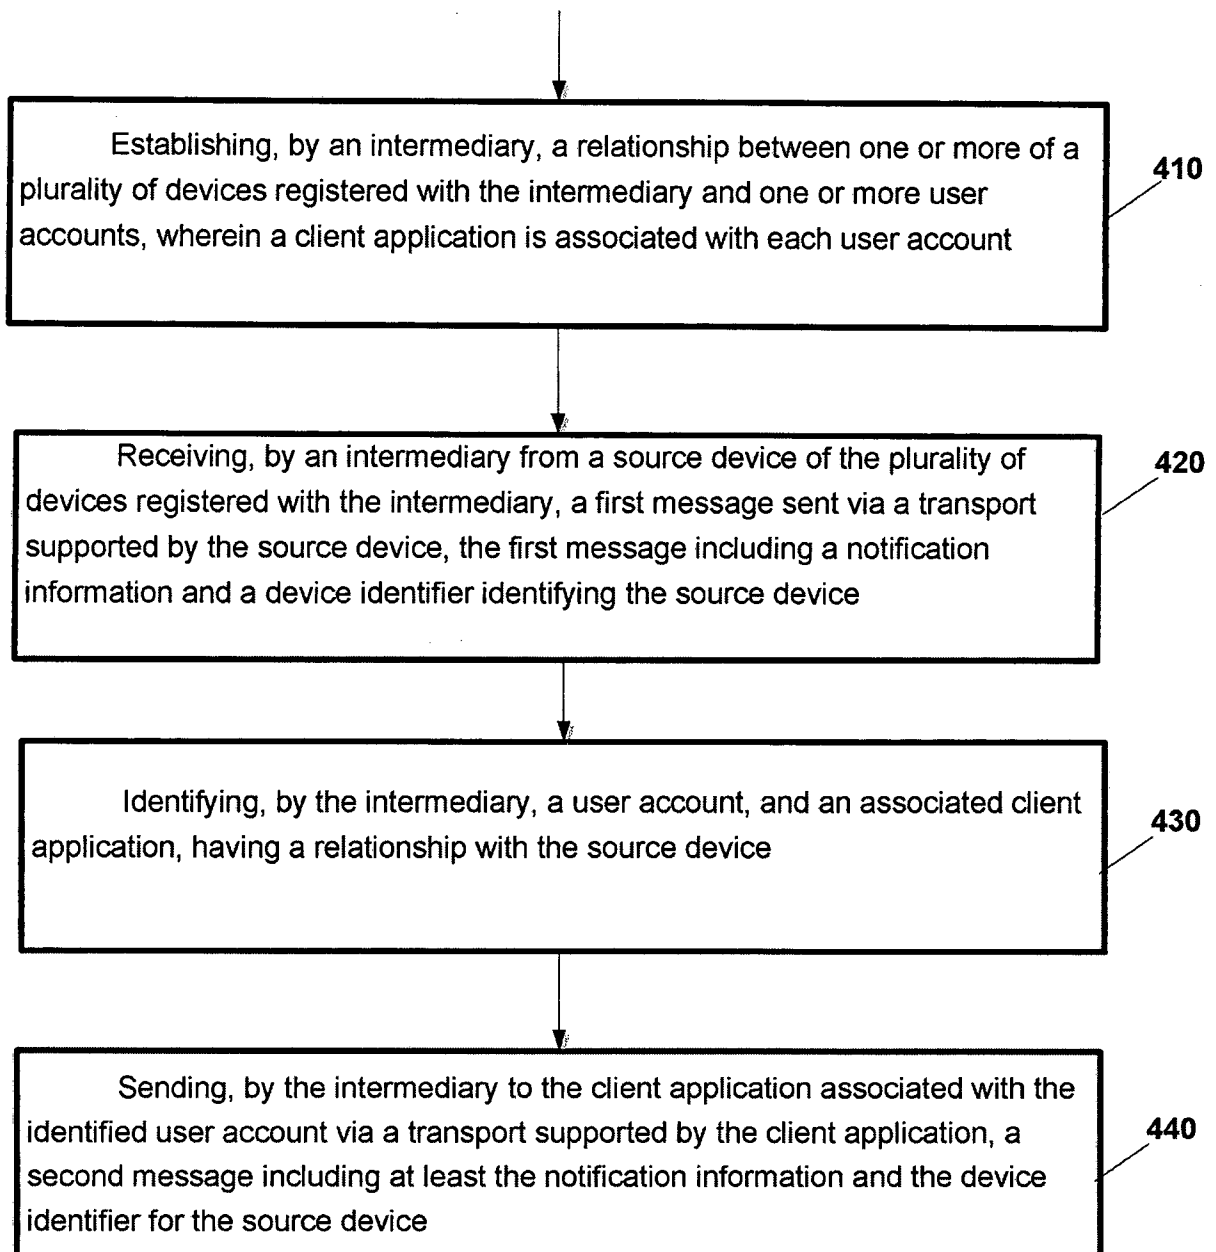 Establishing, by an intermediary, a relationship between one or more of a
plurality of devices registered with the intermediary and one or more user
accounts, wherein a client application is associated with each user account
410
Receiving, by an intermediary from a source device of the plurality of
devices registered with the intermediary, a first message sent via a transport
supported by the source device, the first message including a notification
information and a device identifier identifying the source device
420
Identifying, by the intermediary, a user account, and an associated client
application, having a relationship with the source device
430
Sending, by the intermediary to the client application associated with the
identified user account via a transport supported by the client application, a
second message including at least the notification information and the device
identifier for the source device
440